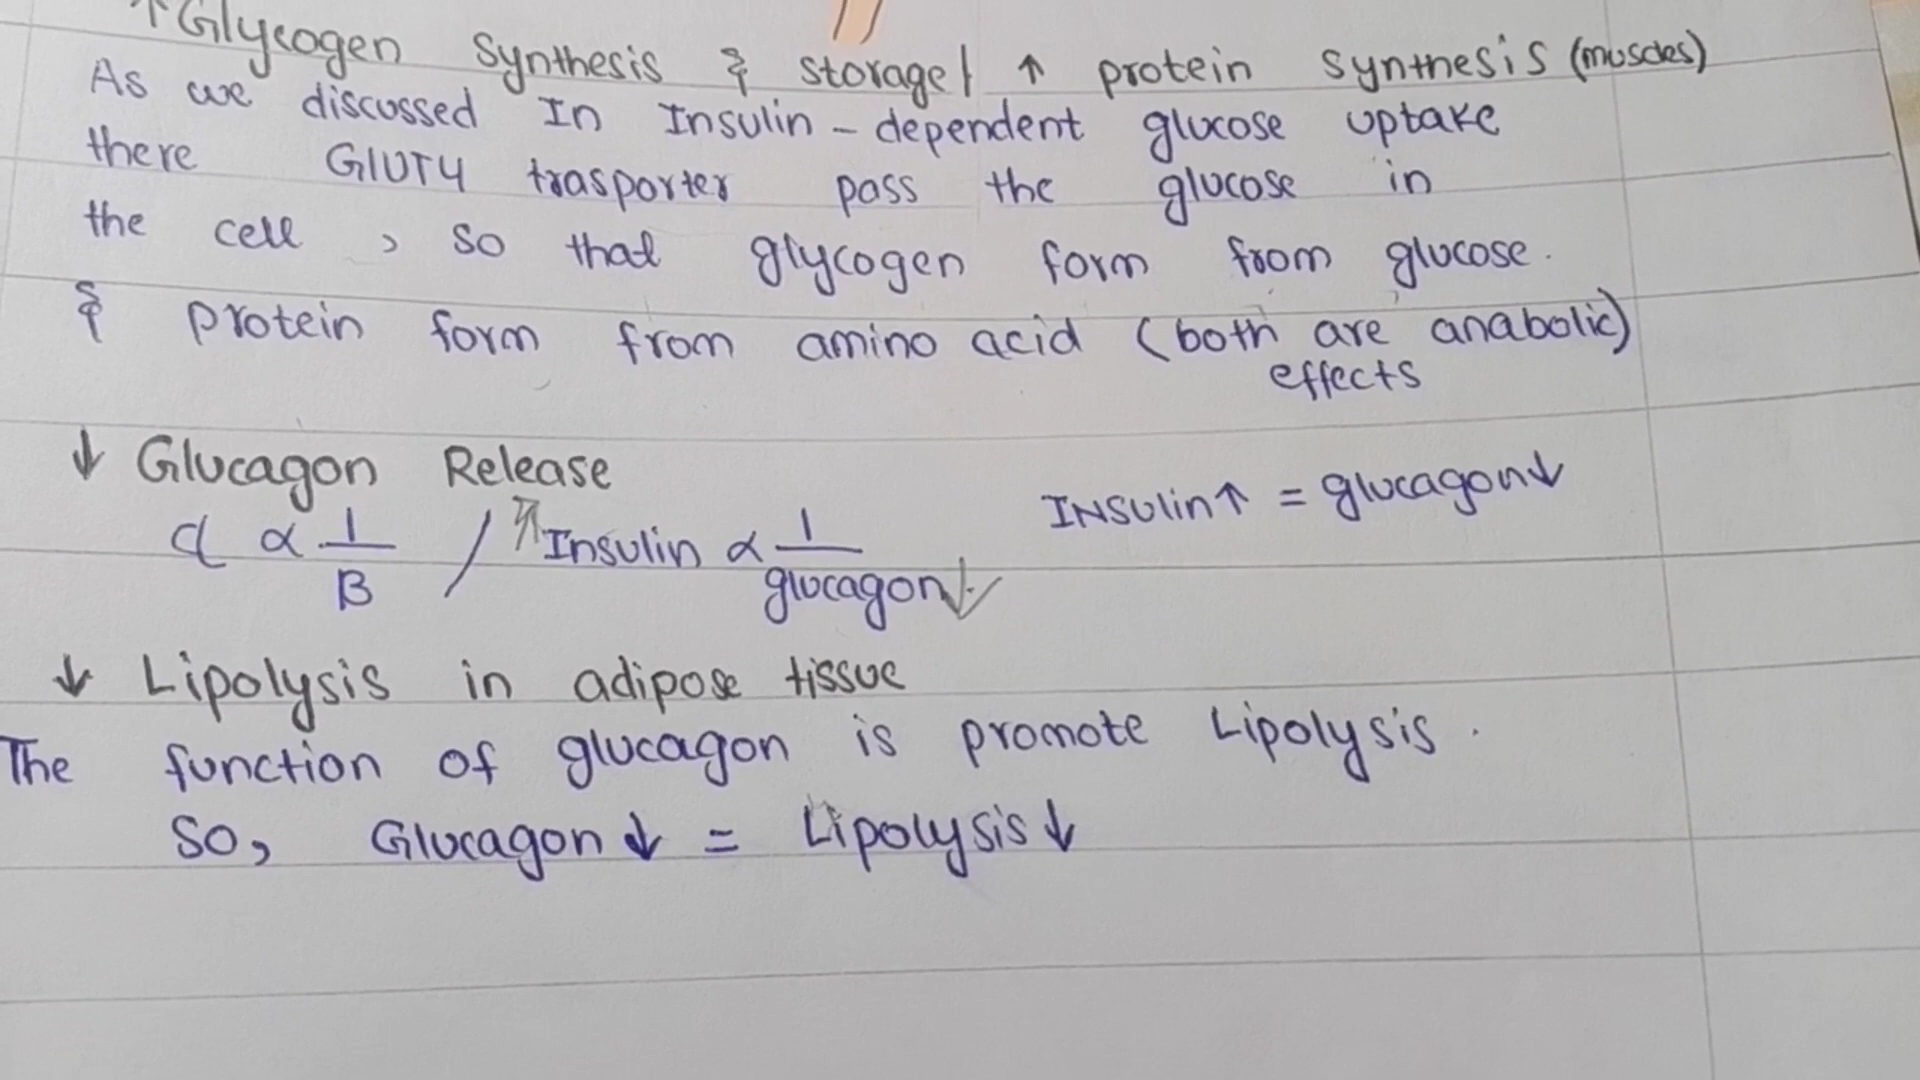 ↑ Glycogen Synthesis & storage| ↑ protein synthesis (muscles)
As we discussed In Insulin - dependent glucose uptake
there GlUT4 trasporter pass the glucose in
the cell , so that glycogen form from glucose.
& protein form from amino acid (both are anabolic)
effects
↓ Glucagon Release
α ∝ 1/B / ↑ Insulin ∝ 1/glucagon ↓
INSUlin↑ = glucagon↓
↓ Lipolysis in adipose tissue
The function of glucagon is promote Lipolysis.
So, Glucagon ↓ = Lipolysis ↓